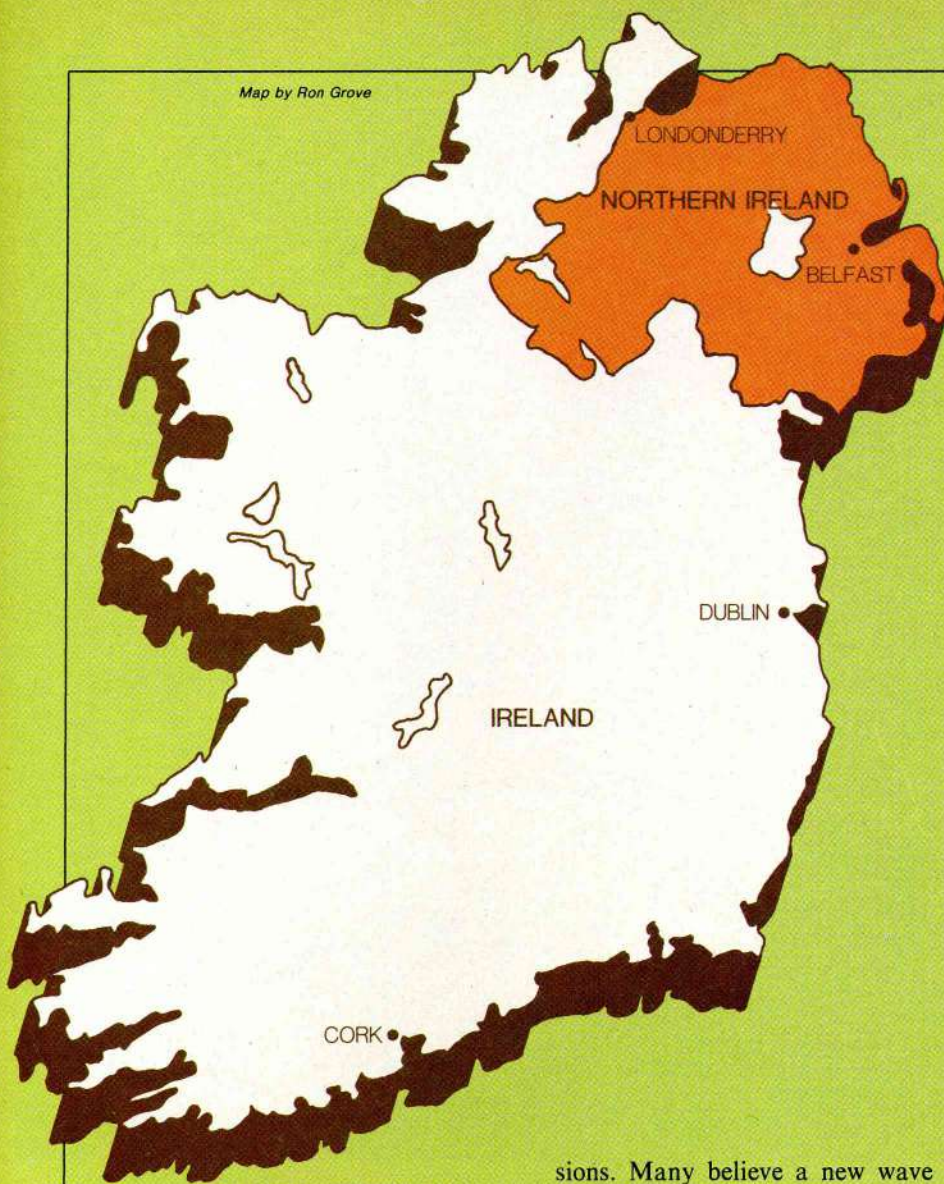 Map by Ron Grove
LONDONDERRY
NORTHERN IRELAND
BELFAST
DUBLIN
IRELAND
CORK
sions. Many believe a new wave